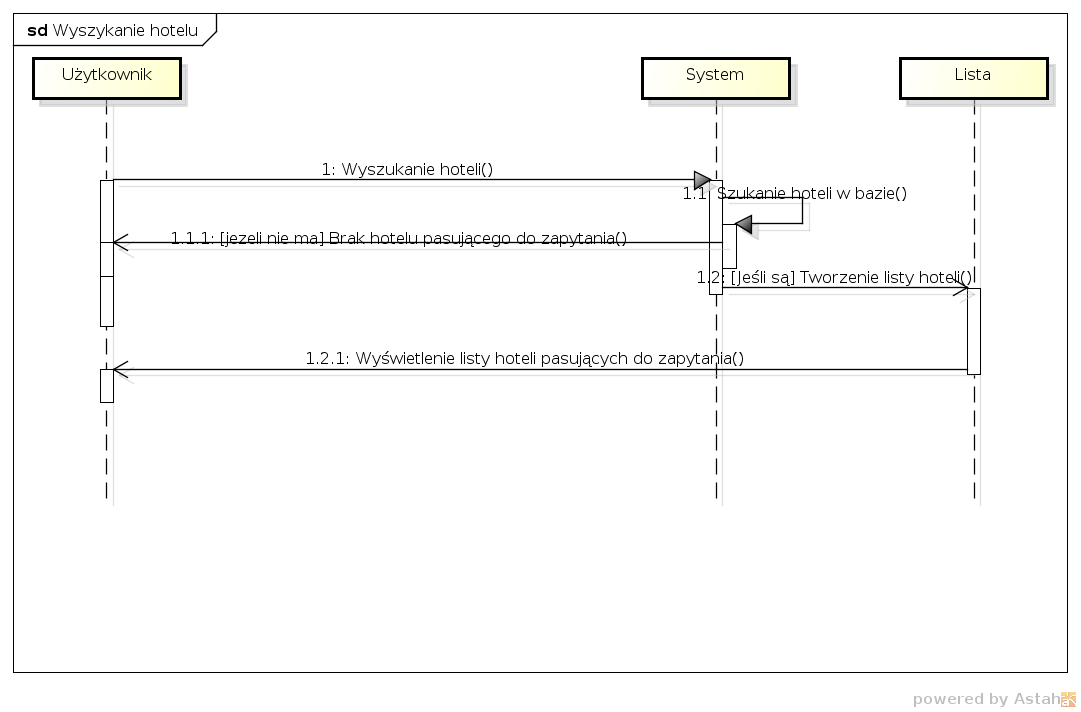 sd Wyszykanie hotelu
Użytkownik
System
Lista
1: Wyszukanie hoteli()
1.1: Szukanie hoteli w bazie()
1.1.1: [jezeli nie ma] Brak hotelu pasującego do zapytania()
1.2: [Jeśli są] Tworzenie listy hoteli()
1.2.1: Wyświetlenie listy hoteli pasujących do zapytania()
powered by Astah